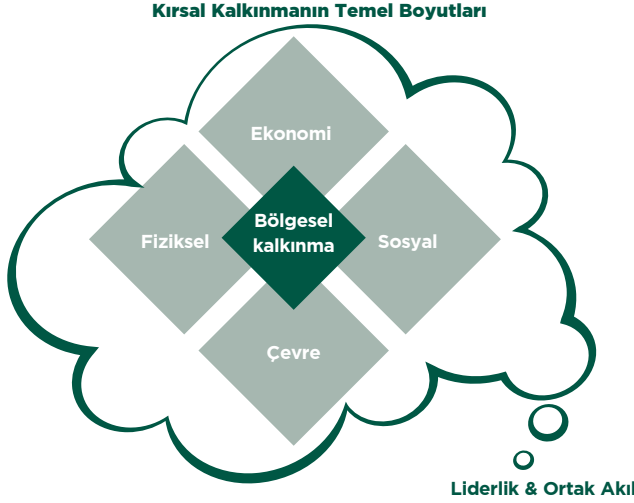 Kırsal Kalkınmanın Temel Boyutları
Ekonomi
Fiziksel
Bölgesel
kalkınma
Sosyal
Çevre
Liderlik & Ortak Akıl